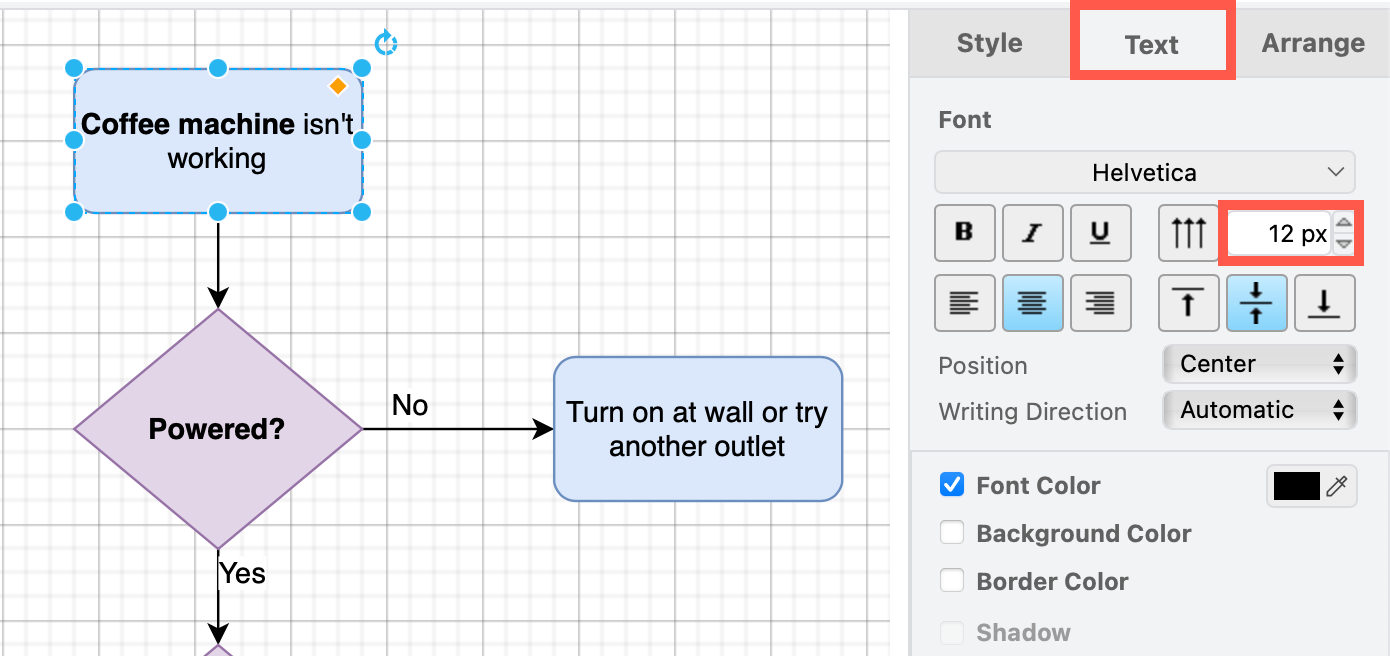 Coffee machine isn't
working
Powered?
No
Turn on at wall or try
another outlet
Yes
Style
Text
Arrange
Font
Helvetica
B
I
U
12 px
Position
Center
Writing Direction
Automatic
Font Color
Background Color
Border Color
Shadow